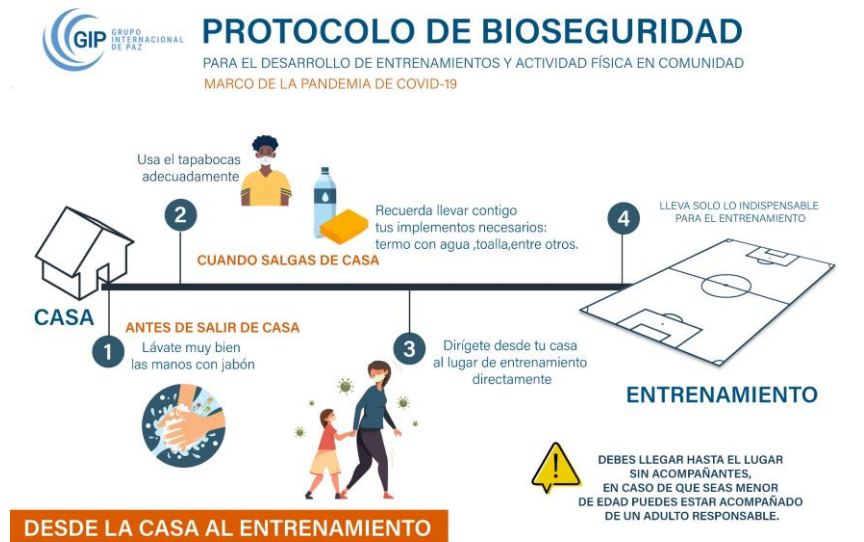 GIP GRUPO
INTERNACIONAL
DE PAZ
PROTOCOLO DE BIOSEGURIDAD
PARA EL DESARROLLO DE ENTRENAMIENTOS Y ACTIVIDAD FÍSICA EN COMUNIDAD
MARCO DE LA PANDEMIA DE COVID-19
Usa el tapabocas
adecuadamente
2
Recuerda llevar contigo
tus implementos necesarios:
termo con agua ,toalla,entre otros.
CUANDO SALGAS DE CASA
4
LLEVA SOLO LO INDISPENSABLE
PARA EL ENTRENAMIENTO
CASA
1
ANTES DE SALIR DE CASA
Lávate muy bien
las manos con jabón
3
Dirígete desde tu casa
al lugar de entrenamiento
directamente
ENTRENAMIENTO
DEBES LLEGAR HASTA EL LUGAR
SIN ACOMPAÑANTES,
EN CASO DE QUE SEAS MENOR
DE EDAD PUEDES ESTAR ACOMPAÑADO
DE UN ADULTO RESPONSABLE.
DESDE LA CASA AL ENTRENAMIENTO